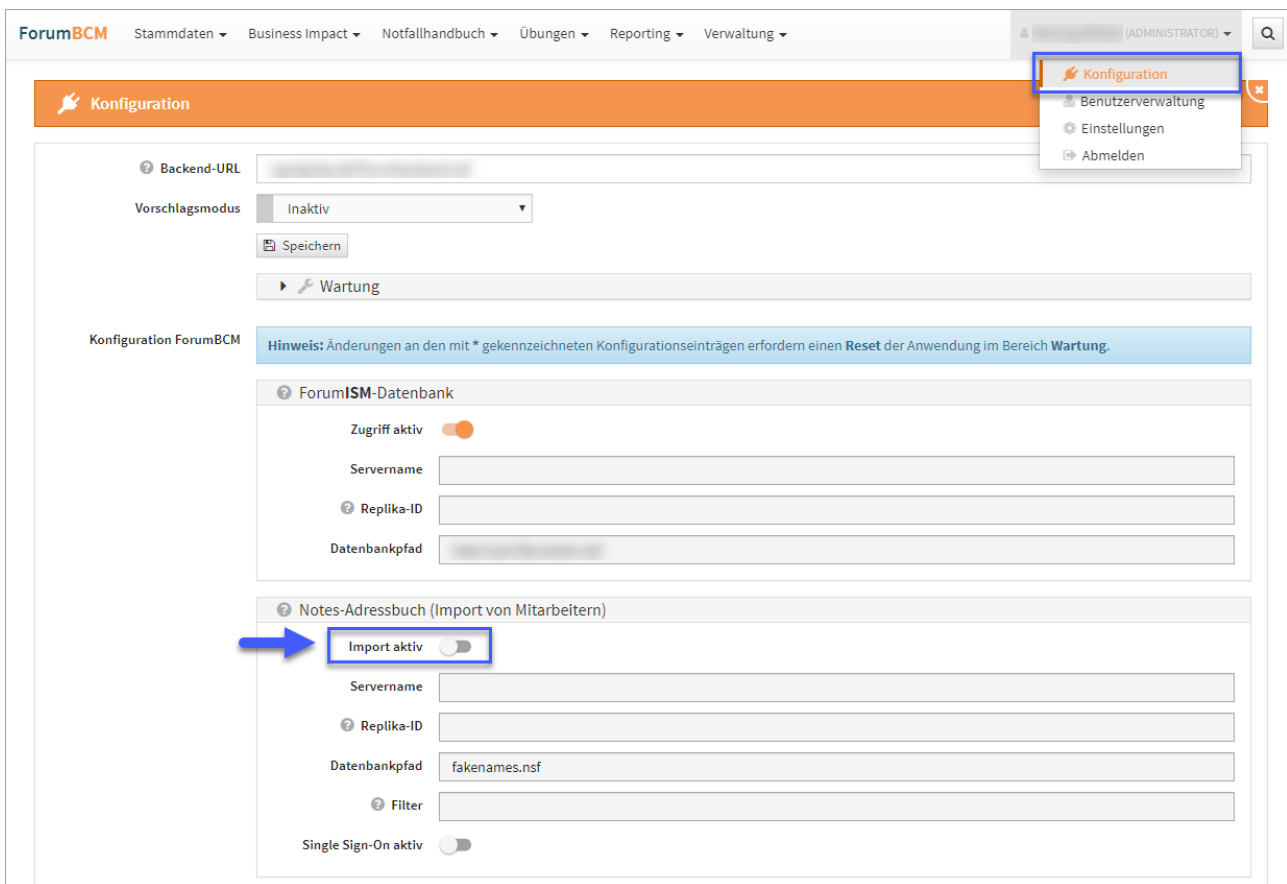 ForumBCM Stammdaten Business Impact Notfallhandbuch Übungen Reporting Verwaltung (ADMINISTRATOR)
Konfiguration
Benutzerverwaltung
Einstellungen
Abmelden
Konfiguration
Backend-URL
Vorschlagsmodus Inaktiv
Speichern
Wartung
Konfiguration ForumBCM Hinweis: Änderungen an den mit * gekennzeichneten Konfigurationseinträgen erfordern einen Reset der Anwendung im Bereich Wartung.
ForumISM-Datenbank
Zugriff aktiv
Servername
Replika-ID
Datenbankpfad
Notes-Adressbuch (Import von Mitarbeitern)
Import aktiv
Servername
Replika-ID
Datenbankpfad fakenames.nsf
Filter
Single Sign-On aktiv